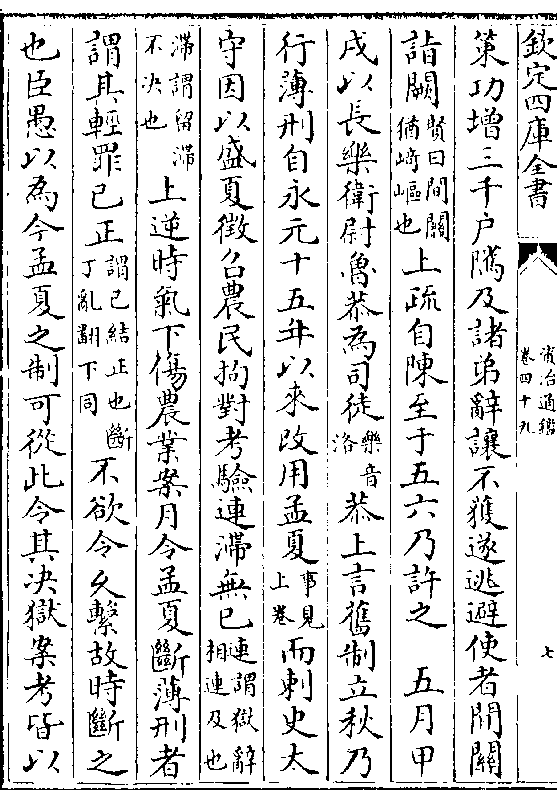 欽定四庫全書
資治通鑑
卷四十九
七
策功增三千戶隲及諸弟辭讓不獲遂逃避使者間關
詣闕賢曰間關猶崎嶇也上疏自陳至于五六乃許之　五月甲
戌以長樂衛尉魯恭為司徒樂音洛恭上言舊制立秋乃
行薄刑自永元十五年以來改用孟夏事見上卷而刺史太
守因以盛夏徵召農民拘對考驗連滯無已連謂獄辭相連及也
滯謂留滯不決也上逆時氣下傷農業案月令孟夏斷薄刑者
謂其輕罪已正謂已結正也斷丁亂翻下同不欲令久繫故時斷之
也臣愚以為今孟夏之制可從此令其決獄案考皆以